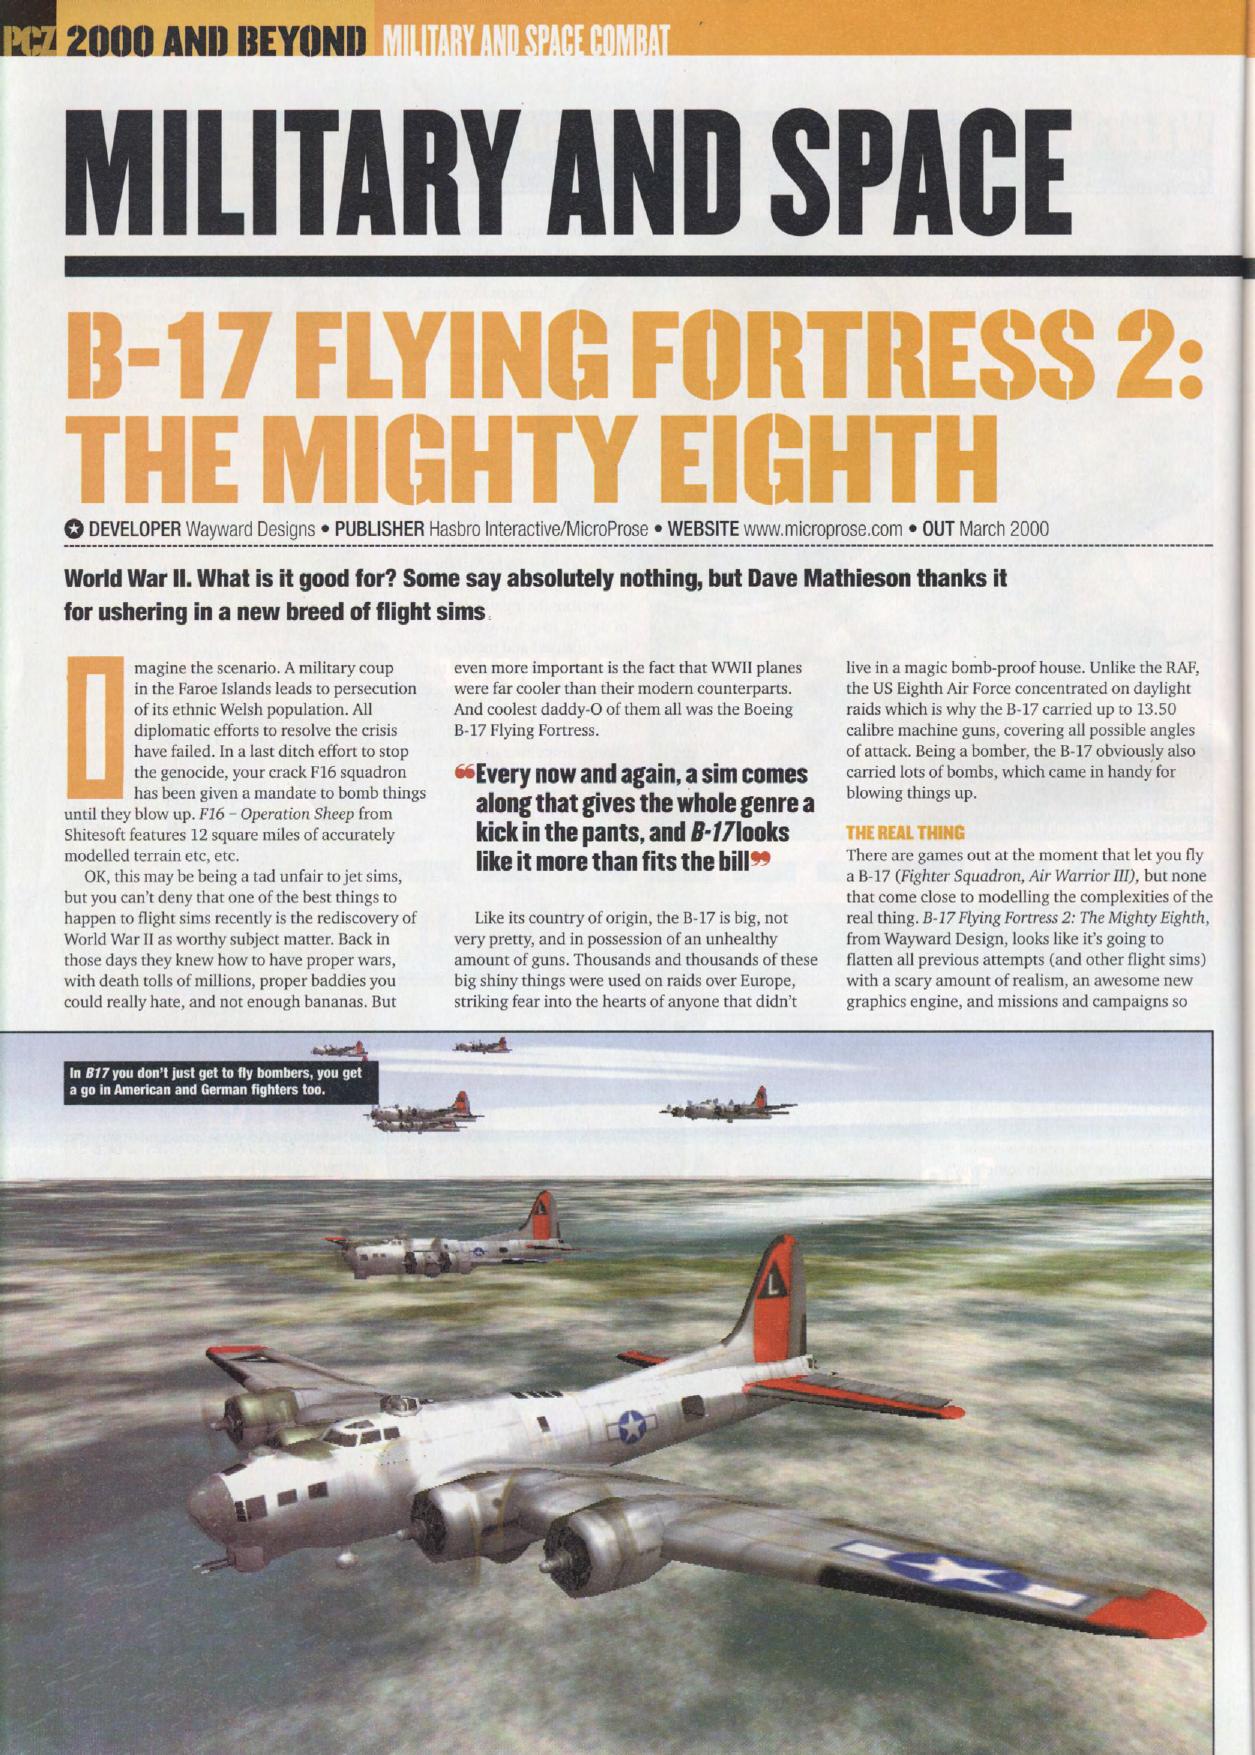 PCZ 2000 AND BEYOND MILITARY AND SPACE COMBAT
MILITARY AND SPACE
B-17 FLYING FORTRESS 2:
THE MIGHTY EIGHTH
DEVELOPER Wayward Designs • PUBLISHER Hasbro Interactive/MicroProse • WEBSITE www.microprose.com • OUT March 2000
World War II. What is it good for? Some say absolutely nothing, but Dave Mathieson thanks it
for ushering in a new breed of flight sims
Imagine the scenario. A military coup
in the Faroe Islands leads to persecution
of its ethnic Welsh population. All
diplomatic efforts to resolve the crisis
have failed. In a last ditch effort to stop
the genocide, your crack F16 squadron
has been given a mandate to bomb things
until they blow up. F16 – Operation Sheep from
Shitesoft features 12 square miles of accurately
modelled terrain etc, etc.
OK, this may be being a tad unfair to jet sims,
but you can't deny that one of the best things to
happen to flight sims recently is the rediscovery of
World War II as worthy subject matter. Back in
those days they knew how to have proper wars,
with death tolls of millions, proper baddies you
could really hate, and not enough bananas. But
even more important is the fact that WWII planes
were far cooler than their modern counterparts.
And coolest daddy-O of them all was the Boeing
B-17 Flying Fortress.
“Every now and again, a sim comes
along that gives the whole genre a
kick in the pants, and B-17 looks
like it more than fits the bill”
Like its country of origin, the B-17 is big, not
very pretty, and in possession of an unhealthy
amount of guns. Thousands and thousands of these
big shiny things were used on raids over Europe,
striking fear into the hearts of anyone that didn't
live in a magic bomb-proof house. Unlike the RAF,
the US Eighth Air Force concentrated on daylight
raids which is why the B-17 carried up to 13.50
calibre machine guns, covering all possible angles
of attack. Being a bomber, the B-17 obviously also
carried lots of bombs, which came in handy for
blowing things up.
THE REAL THING
There are games out at the moment that let you fly
a B-17 (Fighter Squadron, Air Warrior III), but none
that come close to modelling the complexities of the
real thing. B-17 Flying Fortress 2: The Mighty Eighth,
from Wayward Design, looks like it's going to
flatten all previous attempts (and other flight sims)
with a scary amount of realism, an awesome new
graphics engine, and missions and campaigns so
In B17 you don't just get to fly bombers, you get
a go in American and German fighters too.
L